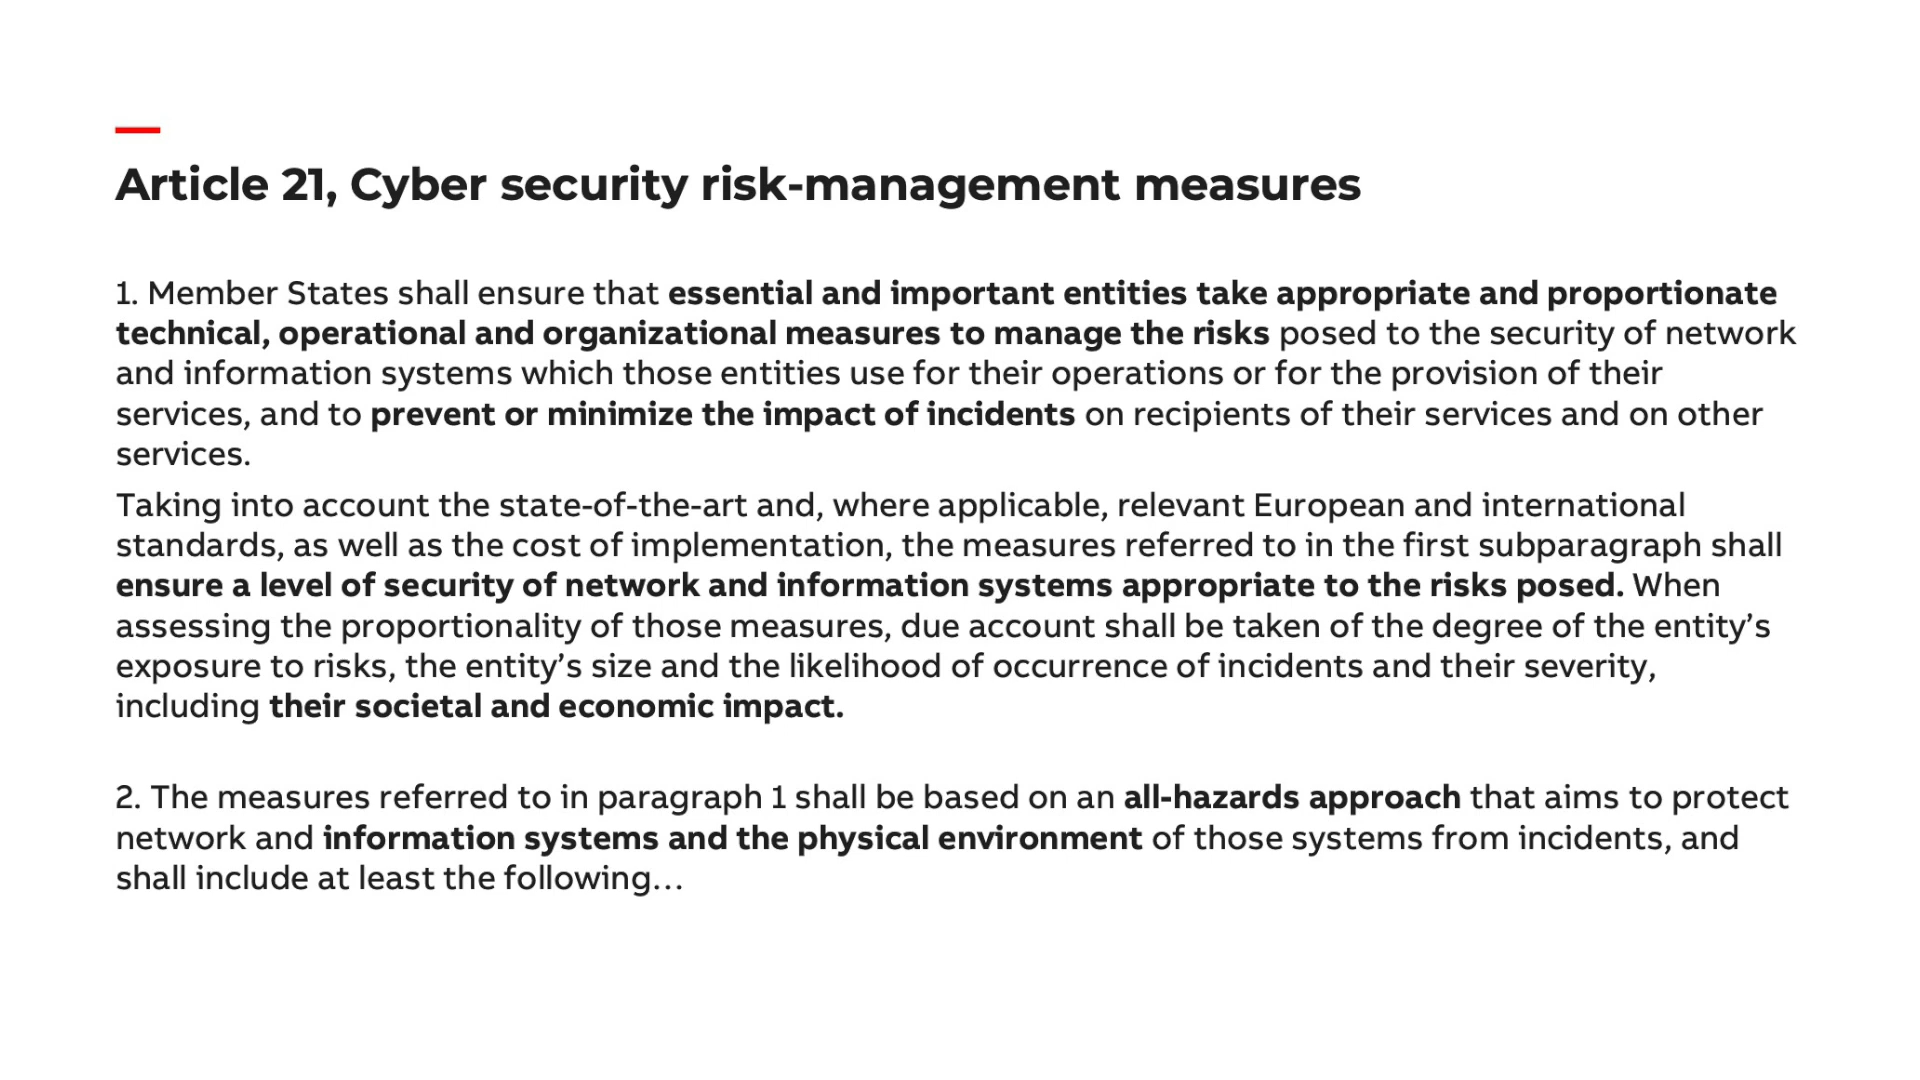 Article 21, Cyber security risk-management measures
1. Member States shall ensure that essential and important entities take appropriate and proportionate
technical, operational and organizational measures to manage the risks posed to the security of network
and information systems which those entities use for their operations or for the provision of their
services, and to prevent or minimize the impact of incidents on recipients of their services and on other
services.
Taking into account the state-of-the-art and, where applicable, relevant European and international
standards, as well as the cost of implementation, the measures referred to in the first subparagraph shall
ensure a level of security of network and information systems appropriate to the risks posed. When
assessing the proportionality of those measures, due account shall be taken of the degree of the entity’s
exposure to risks, the entity’s size and the likelihood of occurrence of incidents and their severity,
including their societal and economic impact.
2. The measures referred to in paragraph 1 shall be based on an all-hazards approach that aims to protect
network and information systems and the physical environment of those systems from incidents, and
shall include at least the following…